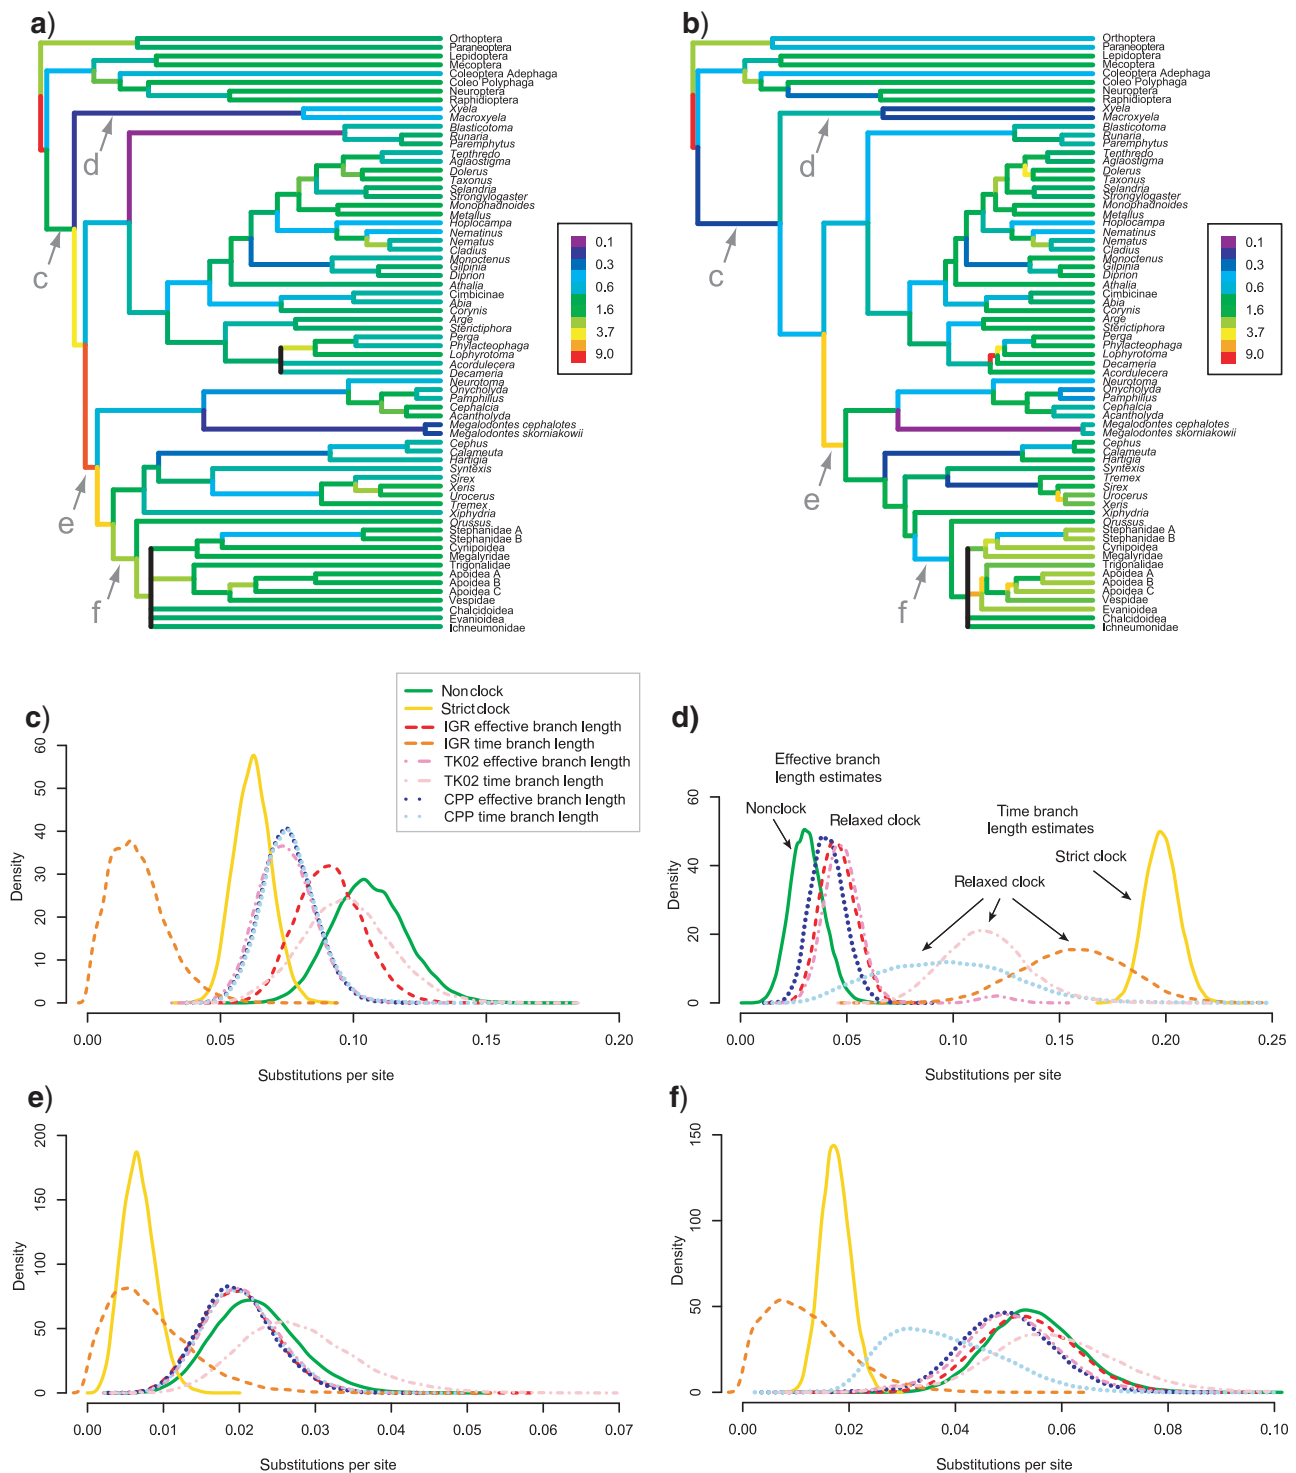 a)
Orthoptera
Paraneoptera
Lepidoptera
Mecoptera
Coleoptera Adephaga
Coleo Polyphaga
Neuroptera
Raphidioptera
Xyela
Macroxyela
Blasticotoma
Runaria
Paremphytus
Tenthredo
Aglaostigma
Dolerus
Taxonus
Selandria
Strongylogaster
Monophadnoides
Metallus
Hoplocampa
Nematinus
Nematus
Cladius
Monoctenus
Gilpinia
Diprion
Athalia
Cimbicinae
Abia
Corynis
Arge
Sterictiphora
Perga
Phylacteophaga
Lophyrotoma
Acordulecera
Decameria
Neurotoma
Onycholyda
Pamphilius
Cephalcia
Acantholyda
Megalodontes cephalotes
Megalodontes skorniakowii
Cephus
Calameuta
Hartigia
Syntexis
Sirex
Xeris
Urocerus
Tremex
Xiphydria
Orussus
Stephanidae A
Stephanidae B
Cynipoidea
Megalyridae
Trigonalidae
Apoidea A
Apoidea B
Apoidea C
Vespidae
Chalcidoidea
Evanioidea
Ichneumonidae
d
c
e
f
0.1
0.3
0.6
1.6
3.7
9.0
b)
Orthoptera
Paraneoptera
Lepidoptera
Mecoptera
Coleoptera Adephaga
Coleo Polyphaga
Neuroptera
Raphidioptera
Xyela
Macroxyela
Blasticotoma
Runaria
Paremphytus
Tenthredo
Aglaostigma
Dolerus
Taxonus
Selandria
Strongylogaster
Monophadnoides
Metallus
Hoplocampa
Nematinus
Nematus
Cladius
Monoctenus
Gilpinia
Diprion
Athalia
Cimbicinae
Abia
Corynis
Arge
Sterictiphora
Perga
Phylacteophaga
Lophyrotoma
Decameria
Acordulecera
Neurotoma
Onycholyda
Pamphilius
Cephalcia
Acantholyda
Megalodontes cephalotes
Megalodontes skorniakowii
Cephus
Calameuta
Hartigia
Syntexis
Tremex
Sirex
Urocerus
Xeris
Xiphydria
Orussus
Stephanidae A
Stephanidae B
Cynipoidea
Megalyridae
Trigonalidae
Apoidea A
Apoidea B
Apoidea C
Vespidae
Evanioidea
Chalcidoidea
Ichneumonidae
d
c
e
f
0.1
0.3
0.6
1.6
3.7
9.0
c)
Nonclock
Strict clock
IGR effective branch length
IGR time branch length
TK02 effective branch length
TK02 time branch length
CPP effective branch length
CPP time branch length
60
50
40
30
20
10
0
Density
0.00 0.05 0.10 0.15 0.20
Substitutions per site
d)
Effective branch
length estimates
Nonclock
Relaxed clock
Time branch
length estimates
Strict clock
Relaxed clock
60
40
20
0
Density
0.00 0.05 0.10 0.15 0.20 0.25
Substitutions per site
e)
200
150
100
50
0
Density
0.00 0.01 0.02 0.03 0.04 0.05 0.06 0.07
Substitutions per site
f)
150
100
50
0
Density
0.00 0.02 0.04 0.06 0.08 0.10
Substitutions per site